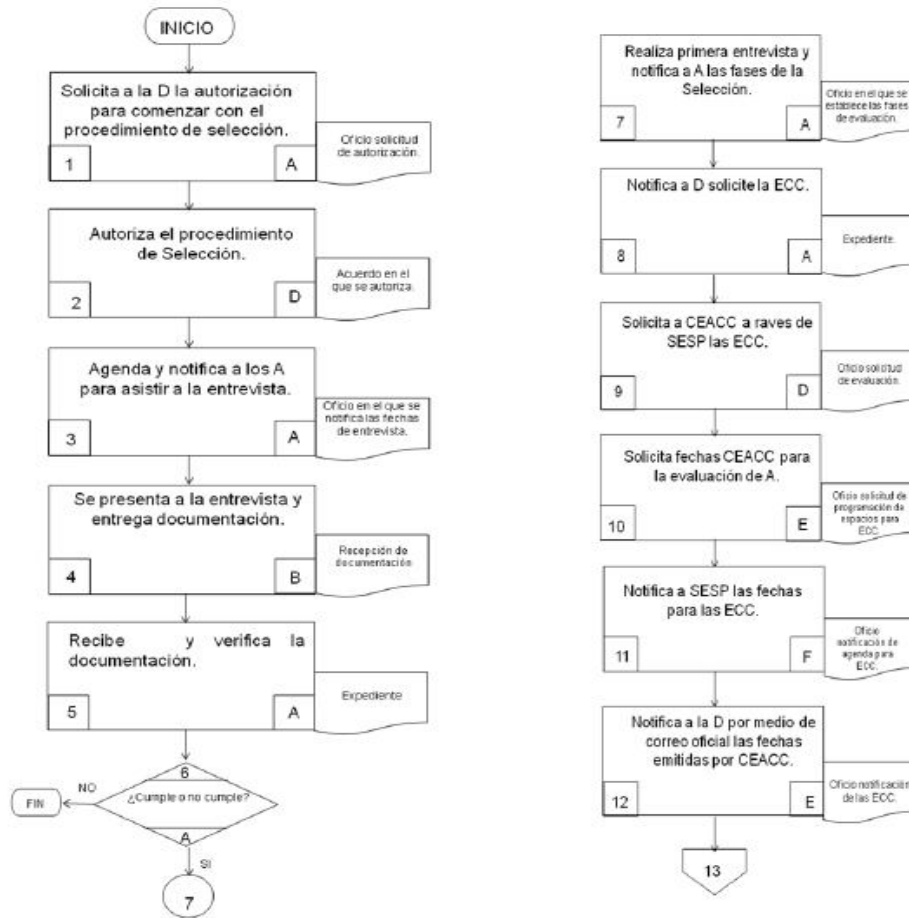 INICIO
Solicita a la D la autorización
para comenzar con el
procedimiento de selección.
1
A
Oficio solicitud
de autorización.
Autoriza el procedimiento
de Selección.
2
D
Acuerdo en el
que se autoriza.
Agenda y notifica a los A
para asistir a la entrevista.
3
A
Oficio en el que se
notifica las fechas
de entrevista.
Se presenta a la entrevista y
entrega documentación.
4
B
Recepción de
documentación
Recibe y verifica la
documentación.
5
A
Expediente
6
¿Cumple o no cumple?
A
NO
FIN
SI
7
Realiza primera entrevista y
notifica a A las fases de la
Selección.
7
A
Oficio en el que se
establece las fases
de evaluación.
Notifica a D solicite la ECC.
8
A
Expediente.
Solicita a CEACC a raves de
SESP las ECC.
9
D
Oficio solicitud
de evaluación.
Solicita fechas CEACC para
la evaluación de A.
10
E
Oficio solicitud de
programación de
espacios para
ECC.
Notifica a SESP las fechas
para las ECC.
11
F
Oficio
notificación de
agenda para
ECC.
Notifica a la D por medio de
correo oficial las fechas
emitidas por CEACC.
12
E
Oficio notificación
de las ECC.
13